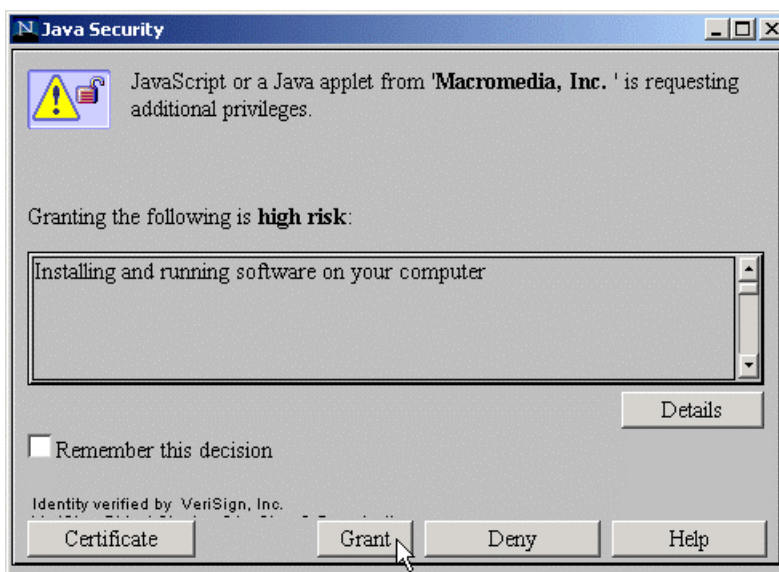 N Java Security
JavaScript or a Java applet from 'Macromedia, Inc. ' is requesting
additional privileges.
Granting the following is high risk:
Installing and running software on your computer
Details
Remember this decision
Identity verified by VeriSign, Inc.
Certificate Grant Deny Help